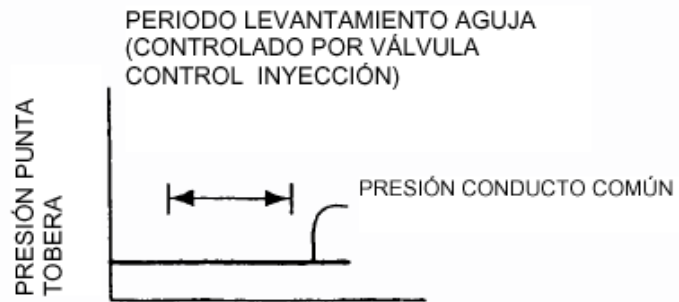 PERIODO LEVANTAMIENTO AGUJA
(CONTROLADO POR VÁLVULA
CONTROL INYECCIÓN)
PRESIÓN PUNTA
TOBERA
PRESIÓN CONDUCTO COMÚN